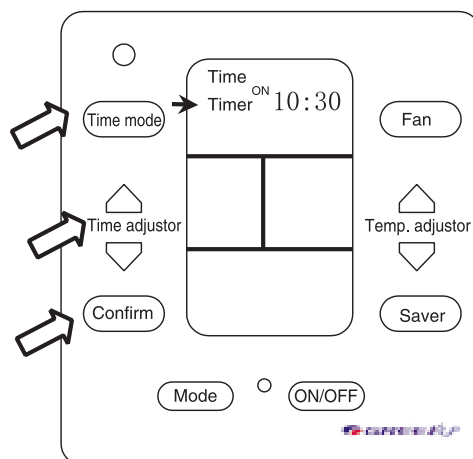 Time
ON
Timer 10:30
Time mode
Fan
Time adjustor
Temp. adjustor
Confirm
Saver
Mode
ON/OFF